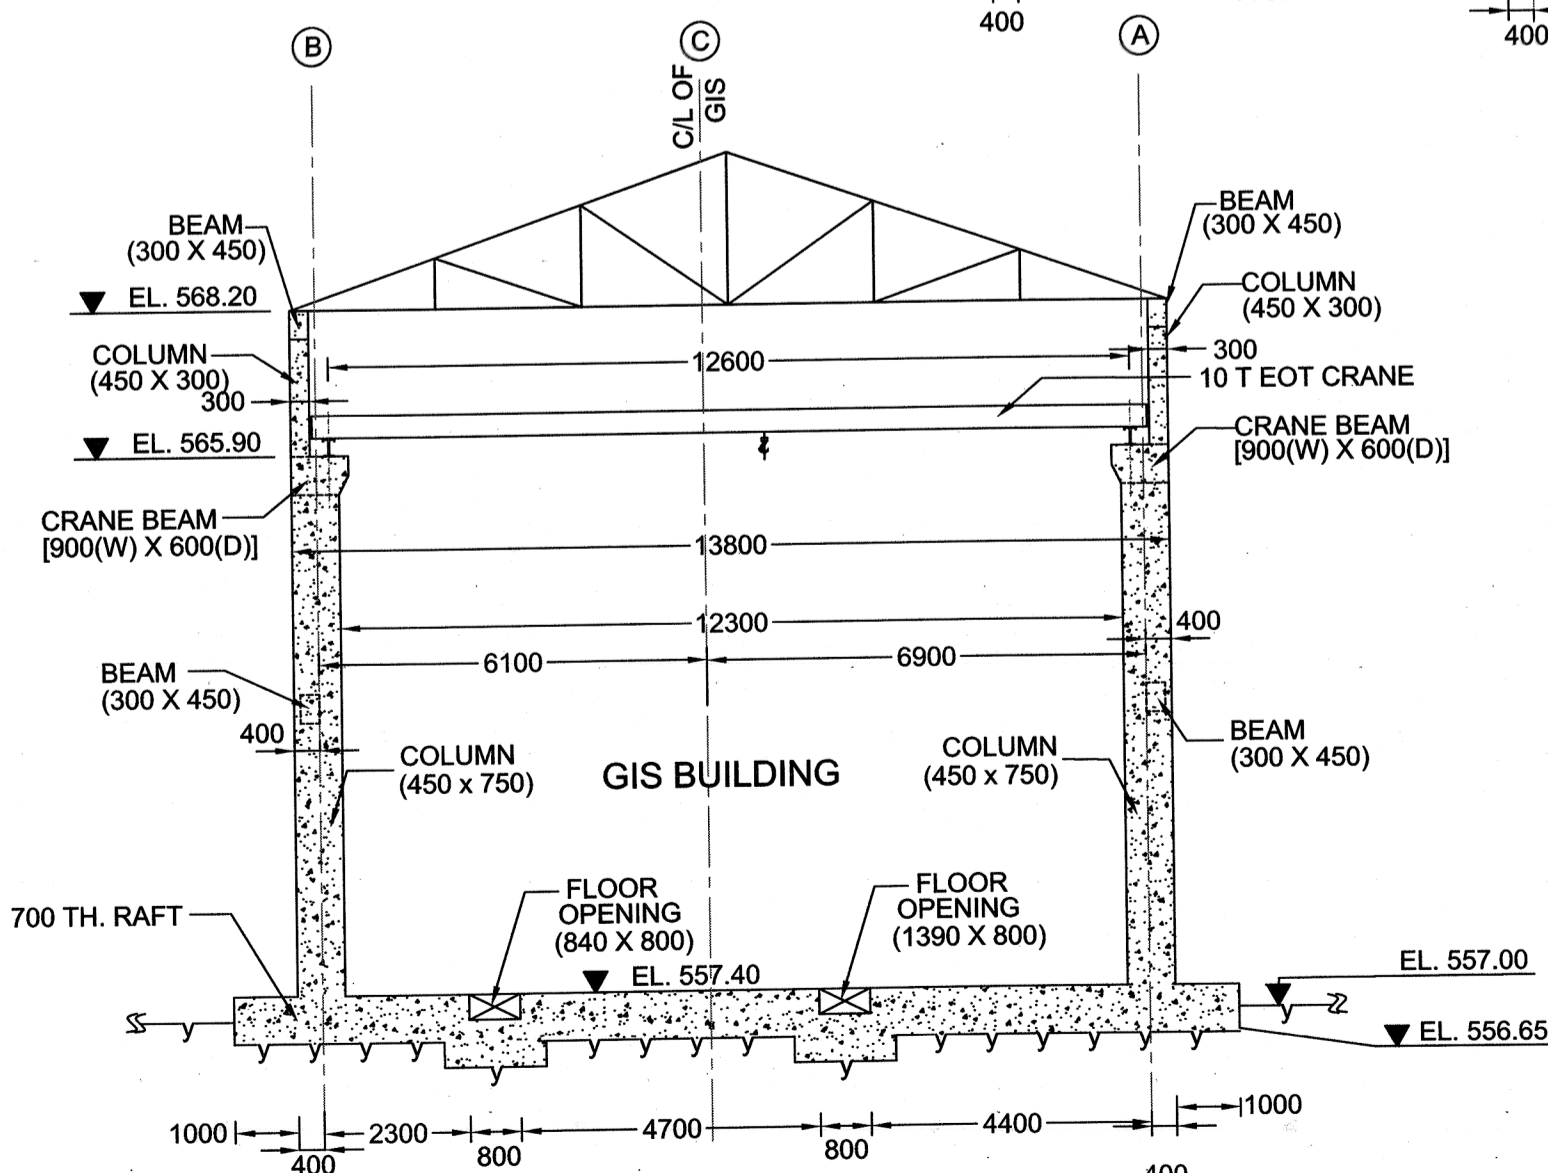 400
400
B
C
A
C/L OF
GIS
BEAM
(300 X 450)
BEAM
(300 X 450)
EL. 568.20
COLUMN
(450 X 300)
COLUMN
(450 X 300)
300
12600
300
10 T EOT CRANE
EL. 565.90
CRANE BEAM
[900(W) X 600(D)]
CRANE BEAM
[900(W) X 600(D)]
13800
12300
400
6100
6900
BEAM
(300 X 450)
400
COLUMN
(450 x 750)
GIS BUILDING
COLUMN
(450 x 750)
BEAM
(300 X 450)
700 TH. RAFT
FLOOR
OPENING
(840 X 800)
FLOOR
OPENING
(1390 X 800)
EL. 557.40
EL. 557.00
EL. 556.65
1000
400
2300
800
4700
800
4400
400
1000